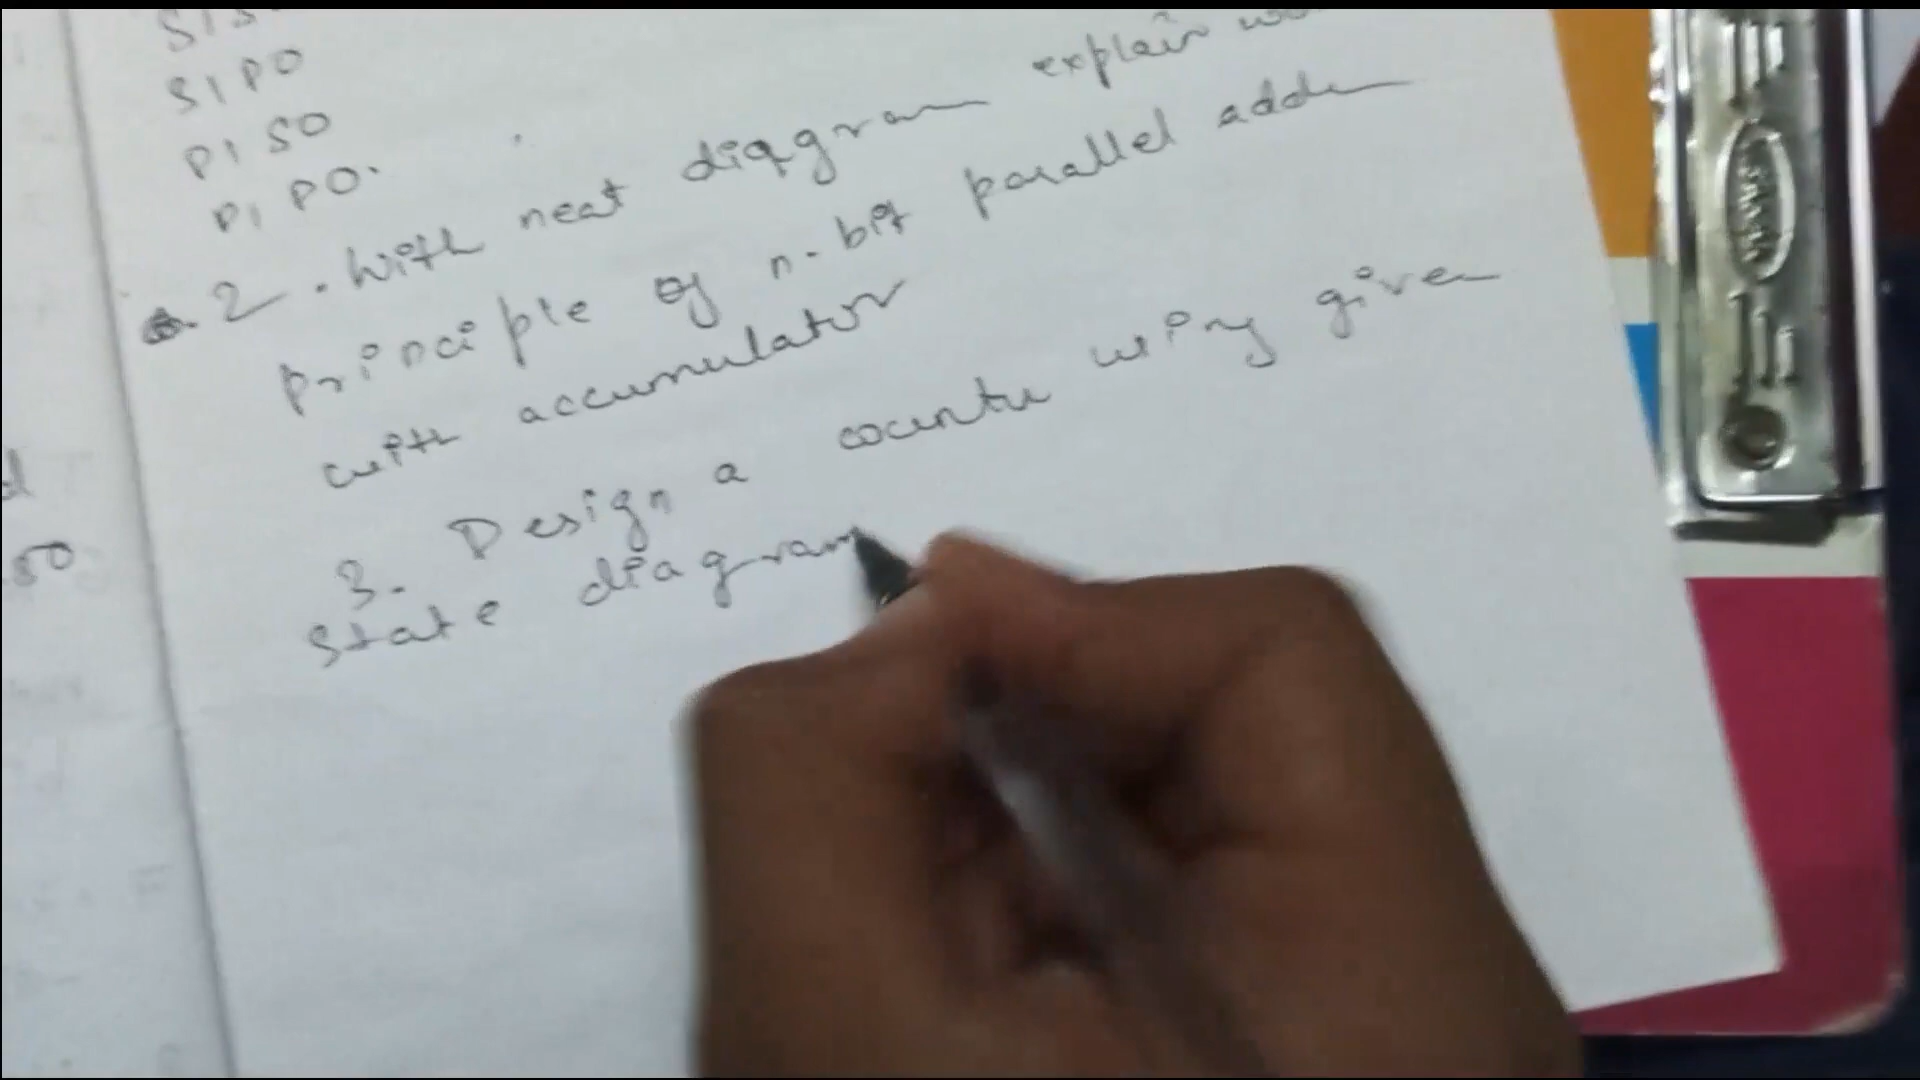 SIPO
PISO
PIPO.
2. With neat diagram explain
principle of n-bit parallel adder
with accumulator
3. Design a counter using given
state diagram
50